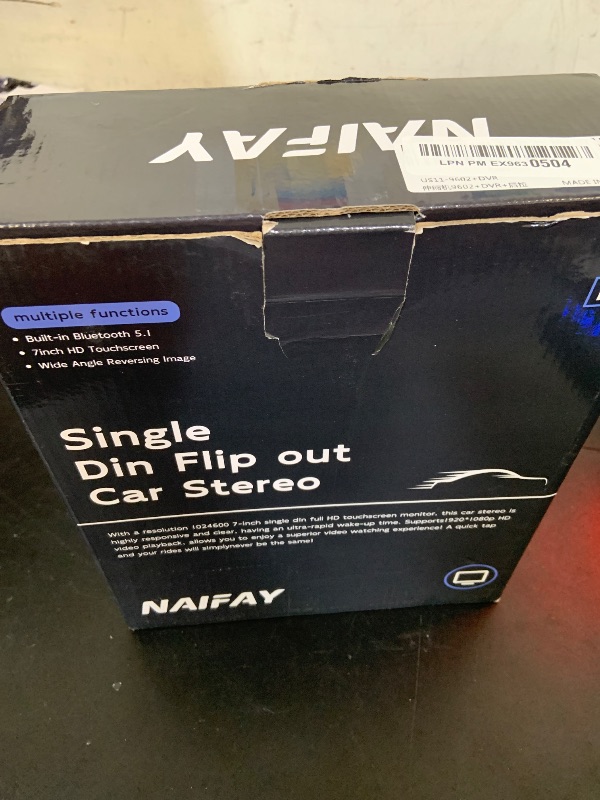 NAIFAY
LPN PM EX9630504
US11-9602+DVR
MADE IN
multiple functions
• Built-in Bluetooth 5.1
• 7inch HD Touchscreen
• Wide Angle Reversing Image
Single
Din Flip out
Car Stereo
With a resolution 1024600 7-inch single din full HD touchscreen monitor, this car stereo is
highly responsive and clear, having an ultra-rapid wake-up time. Supports1920*1080p HD
video playback, allows you to enjoy a superior video watching experience! A quick tap
and your rides will simplynever be the same!
NAIFAY